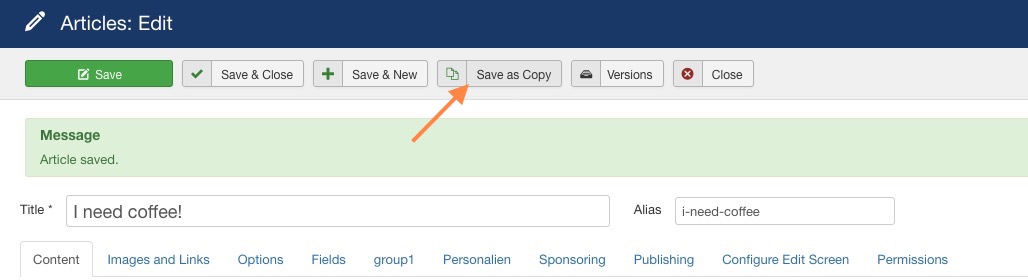 Articles: Edit
Save Save & Close Save & New Save as Copy Versions Close
Message
Article saved.
Title * I need coffee! Alias i-need-coffee
Content Images and Links Options Fields group1 Personalien Sponsoring Publishing Configure Edit Screen Permissions